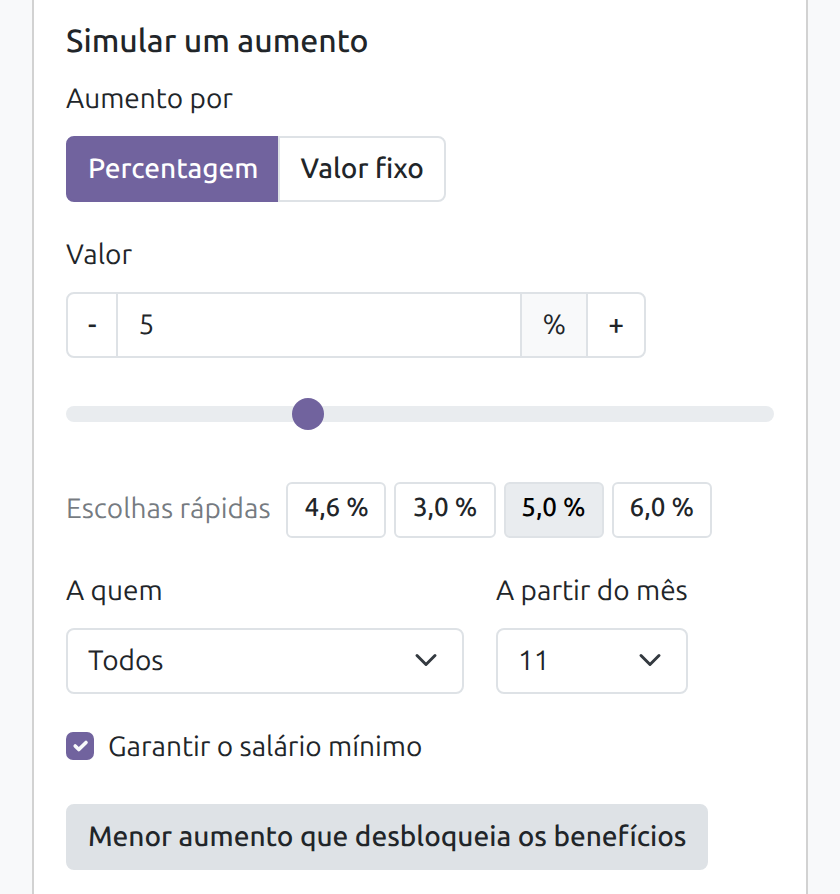 Simular um aumento
Aumento por
Percentagem Valor fixo
Valor
- 5 % +
Escolhas rápidas 4,6 % 3,0 % 5,0 % 6,0 %
A quem A partir do mês
Todos 11
Garantir o salário mínimo
Menor aumento que desbloqueia os benefícios